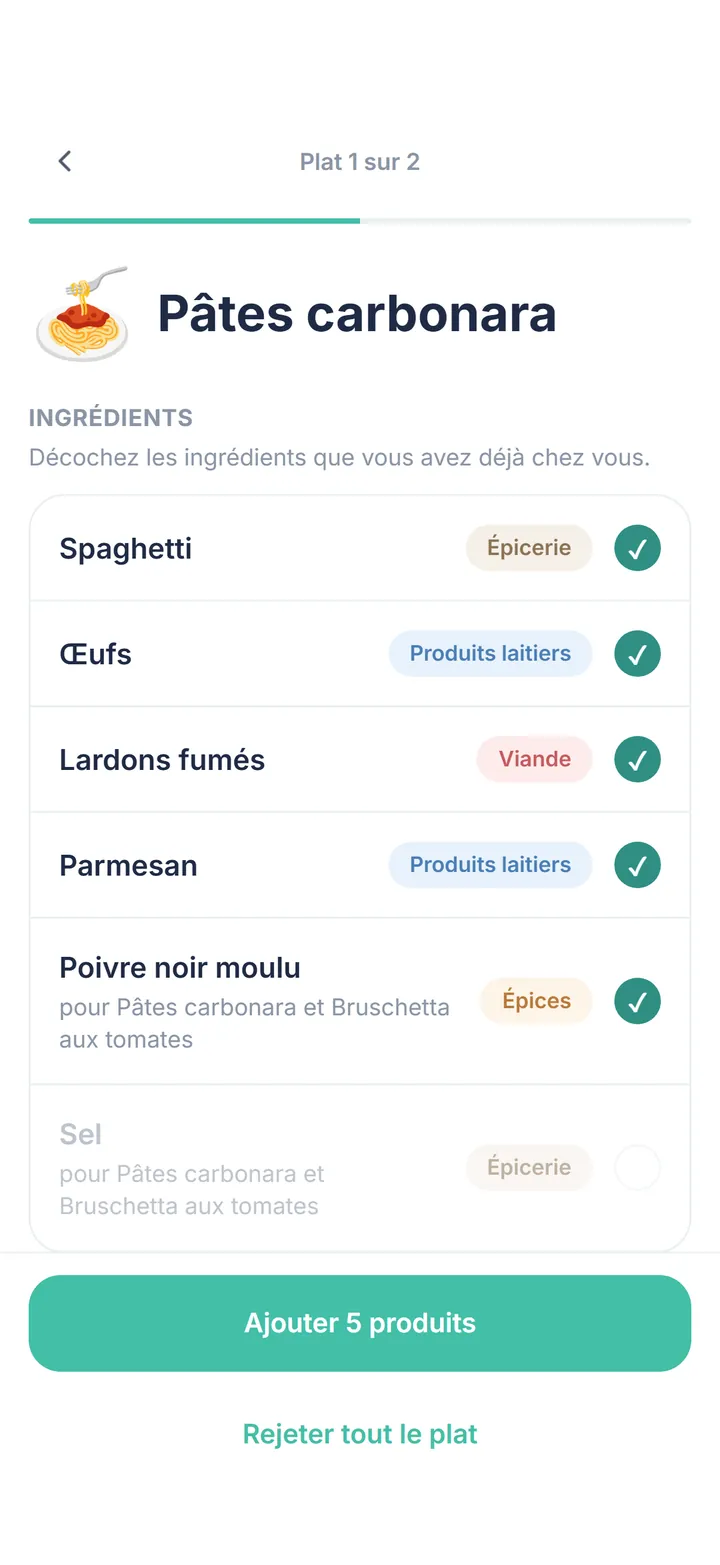 Plat 1 sur 2
Pâtes carbonara
INGRÉDIENTS
Décochez les ingrédients que vous avez déjà chez vous.
Spaghetti
Épicerie
Œufs
Produits laitiers
Lardons fumés
Viande
Parmesan
Produits laitiers
Poivre noir moulu
pour Pâtes carbonara et Bruschetta
aux tomates
Épices
Sel
pour Pâtes carbonara et
Bruschetta aux tomates
Épicerie
Ajouter 5 produits
Rejeter tout le plat